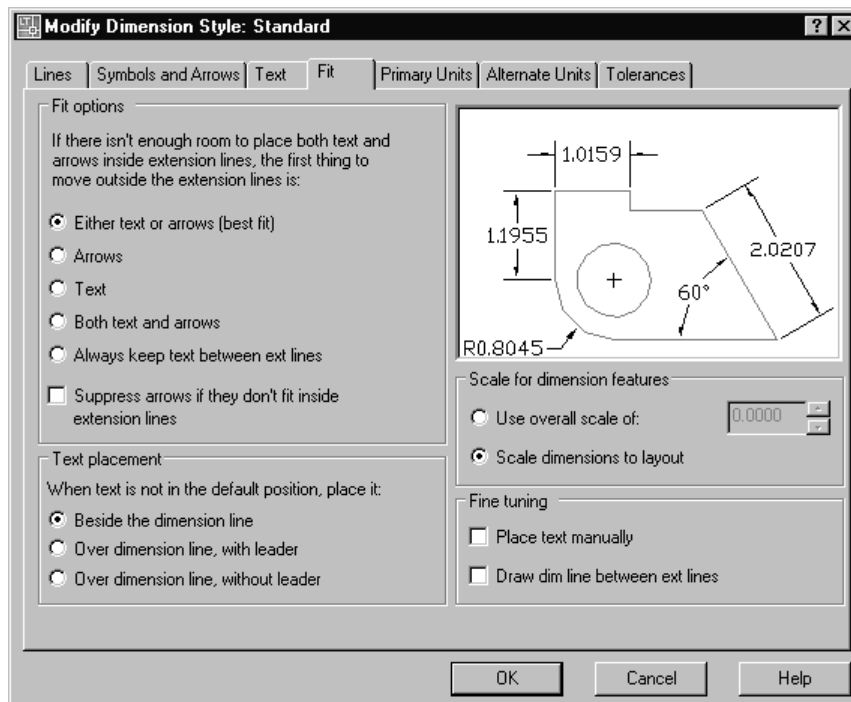 LT
Modify Dimension Style: Standard
? X
Lines Symbols and Arrows Text Fit Primary Units Alternate Units Tolerances
Fit options
If there isn't enough room to place both text and
arrows inside extension lines, the first thing to
move outside the extension lines is:
Either text or arrows (best fit)
Arrows
Text
Both text and arrows
Always keep text between ext lines
Suppress arrows if they don't fit inside
extension lines
Text placement
When text is not in the default position, place it:
Beside the dimension line
Over dimension line, with leader
Over dimension line, without leader
1.0159
1.1955
2.0207
60°
R0.8045
Scale for dimension features
Use overall scale of:
0.0000
Scale dimensions to layout
Fine tuning
Place text manually
Draw dim line between ext lines
OK Cancel Help